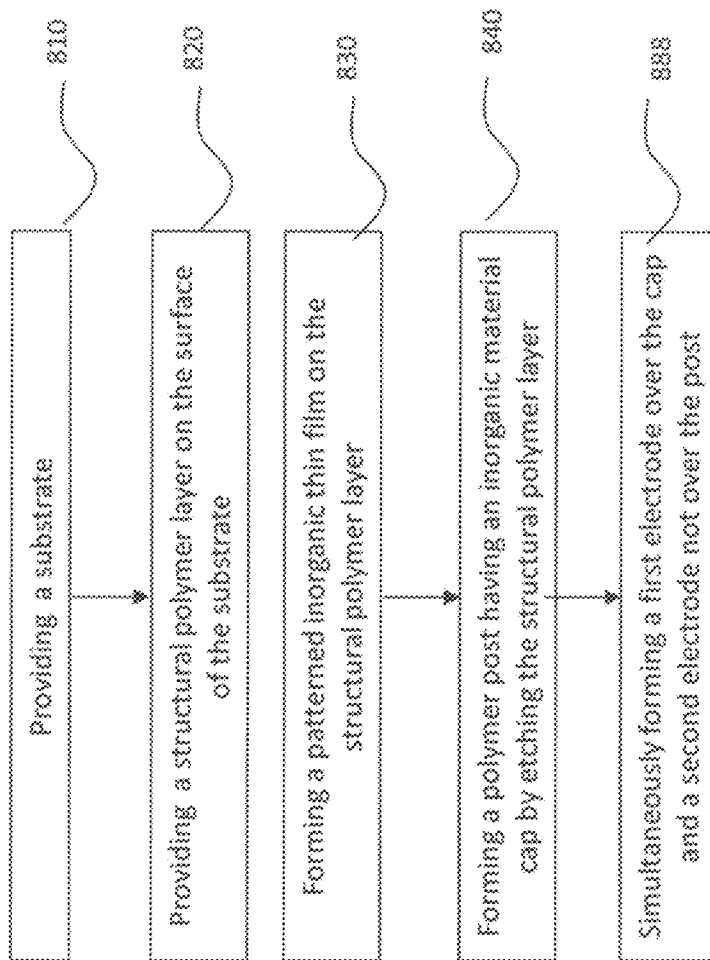 Providing a substrate
810
Providing a structural polymer layer on the surface
of the substrate
820
Forming a patterned inorganic thin film on the
structural polymer layer
830
Forming a polymer post having an inorganic material
cap by etching the structural polymer layer
840
Simultaneously forming a first electrode over the cap
and a second electrode not over the post
888